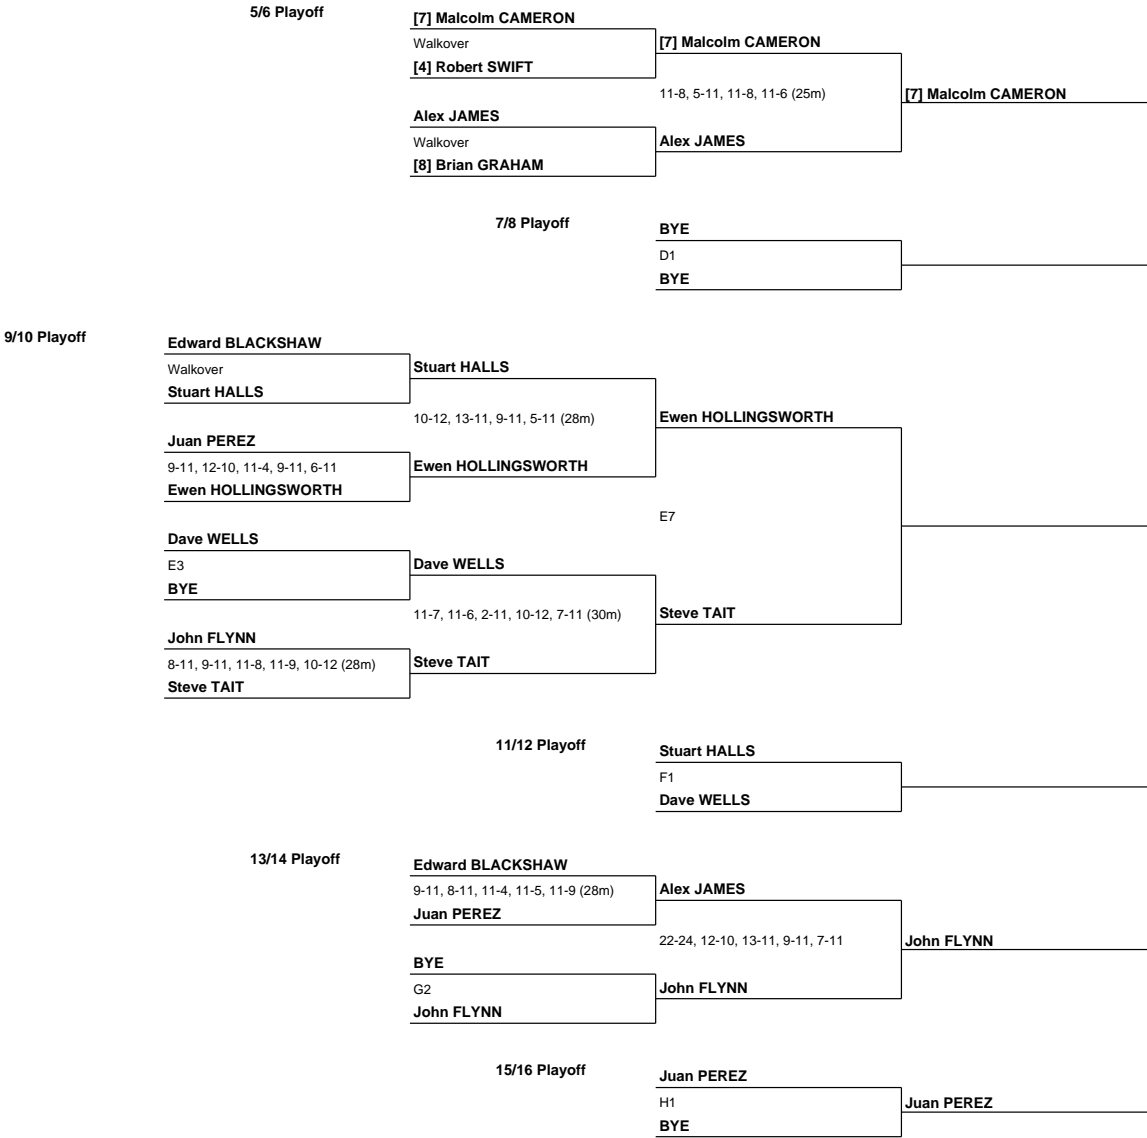 5/6 Playoff
[7] Malcolm CAMERON
Walkover
[7] Malcolm CAMERON
[4] Robert SWIFT
11-8, 5-11, 11-8, 11-6 (25m)
[7] Malcolm CAMERON
Alex JAMES
Walkover
Alex JAMES
[8] Brian GRAHAM
7/8 Playoff
BYE
D1
BYE
9/10 Playoff
Edward BLACKSHAW
Walkover
Stuart HALLS
Stuart HALLS
10-12, 13-11, 9-11, 5-11 (28m)
Ewen HOLLINGSWORTH
Juan PEREZ
9-11, 12-10, 11-4, 9-11, 6-11
Ewen HOLLINGSWORTH
Ewen HOLLINGSWORTH
E7
Dave WELLS
E3
Dave WELLS
BYE
11-7, 11-6, 2-11, 10-12, 7-11 (30m)
Steve TAIT
John FLYNN
8-11, 9-11, 11-8, 11-9, 10-12 (28m)
Steve TAIT
Steve TAIT
11/12 Playoff
Stuart HALLS
F1
Dave WELLS
13/14 Playoff
Edward BLACKSHAW
9-11, 8-11, 11-4, 11-5, 11-9 (28m)
Alex JAMES
Juan PEREZ
22-24, 12-10, 13-11, 9-11, 7-11
John FLYNN
BYE
G2
John FLYNN
John FLYNN
15/16 Playoff
Juan PEREZ
H1
Juan PEREZ
BYE